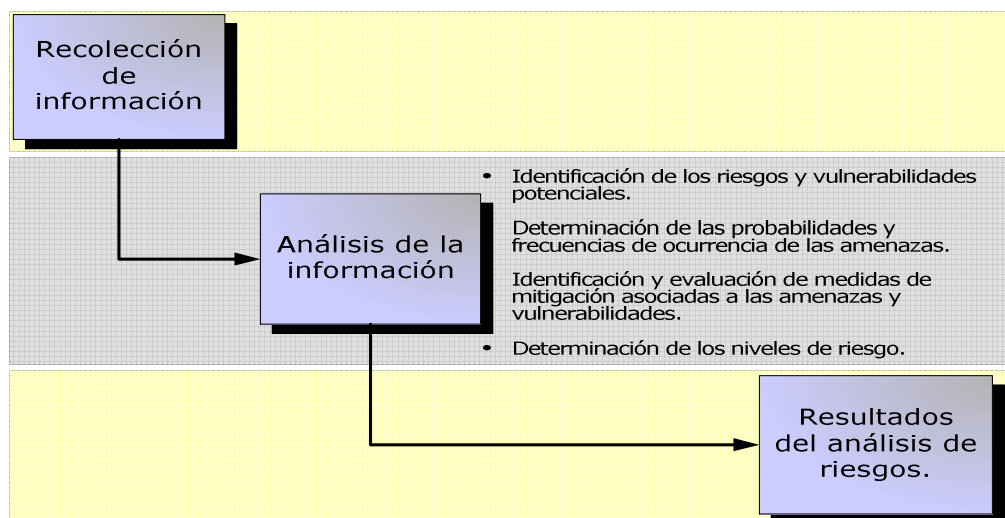 Recolección
de
información
• Identificación de los riesgos y vulnerabilidades
potenciales.
Determinación de las probabilidades y
frecuencias de ocurrencia de las amenazas.
Análisis de la
información
Identificación y evaluación de medidas de
mitigación asociadas a las amenazas y
vulnerabilidades.
• Determinación de los niveles de riesgo.
Resultados
del análisis de
riesgos.